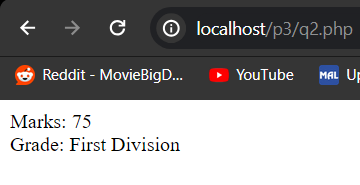 localhost/p3/q2.php
Reddit - MovieBigD... YouTube MAL Up
Marks: 75
Grade: First Division